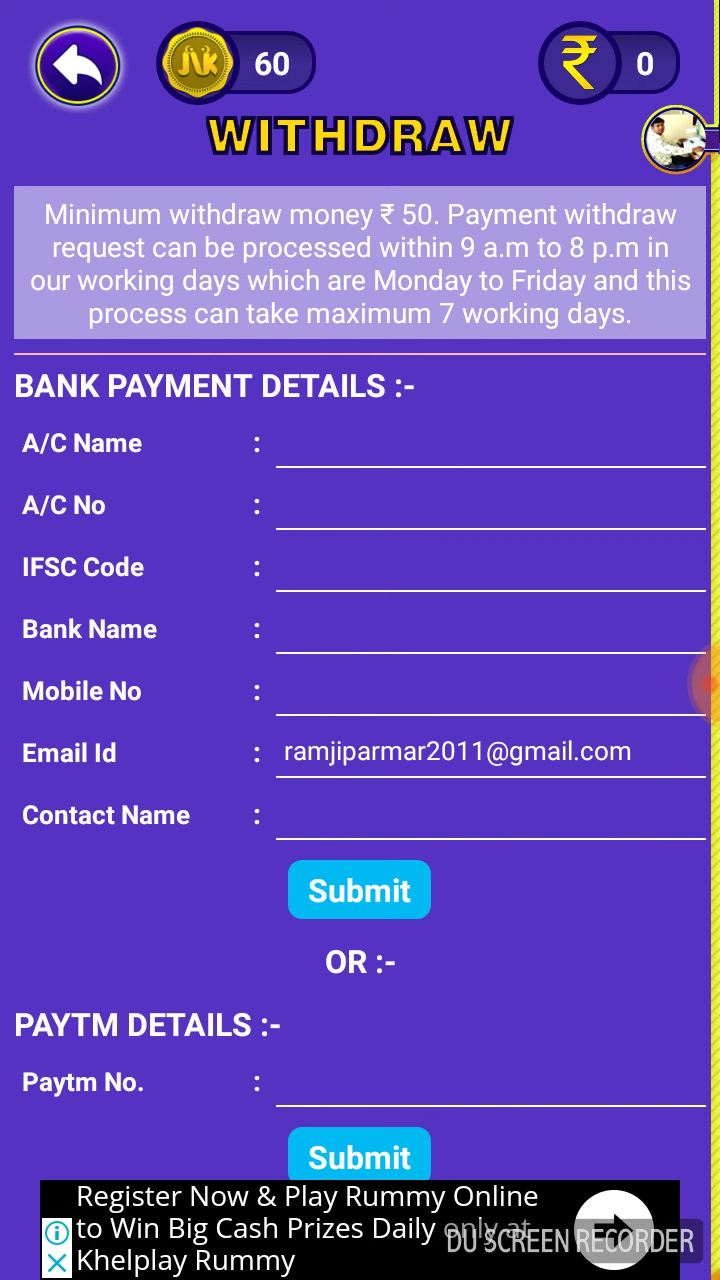 JVK 60 ₹ 0
WITHDRAW
Minimum withdraw money ₹ 50. Payment withdraw
request can be processed within 9 a.m to 8 p.m in
our working days which are Monday to Friday and this
process can take maximum 7 working days.
BANK PAYMENT DETAILS :-
A/C Name :
A/C No :
IFSC Code :
Bank Name :
Mobile No :
Email Id : ramjiparmar2011@gmail.com
Contact Name :
Submit
OR :-
PAYTM DETAILS :-
Paytm No. :
Submit
Register Now & Play Rummy Online
to Win Big Cash Prizes Daily only at
Khelplay Rummy
DU SCREEN RECORDER